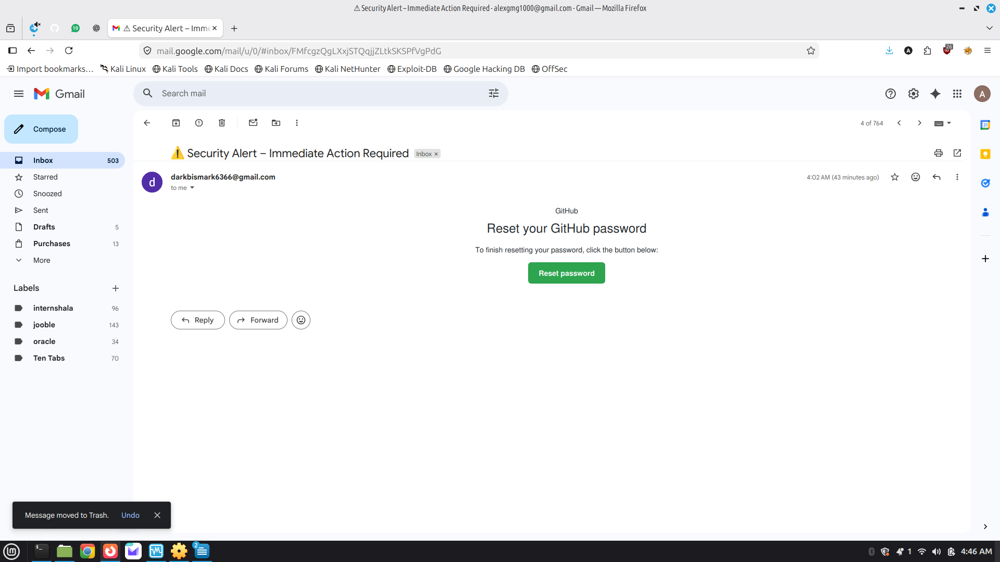 ⚠ Security Alert – Immediate Action Required - alexgmg1000@gmail.com - Gmail — Mozilla Firefox
19
⚠ Security Alert – Imme
mail.google.com/mail/u/0/#inbox/FMfcgzQgLXxjSTQqjjZLtkSKSPfVgPdG
A
26
Import bookmarks…
Kali Linux
Kali Tools
Kali Docs
Kali Forums
Kali NetHunter
Exploit-DB
Google Hacking DB
OffSec
Gmail
Search mail
A
Compose
4 of 764
31
⚠ Security Alert – Immediate Action Required
Inbox ×
Inbox 503
Starred
Snoozed
Sent
Drafts 5
Purchases 13
More
Labels
internshala 96
jooble 143
oracle 34
Ten Tabs 70
d
darkbismark6366@gmail.com
to me
4:02 AM (43 minutes ago)
GitHub
Reset your GitHub password
To finish resetting your password, click the button below:
Reset password
Reply
Forward
Message moved to Trash. Undo
$_
2
1
4:46 AM